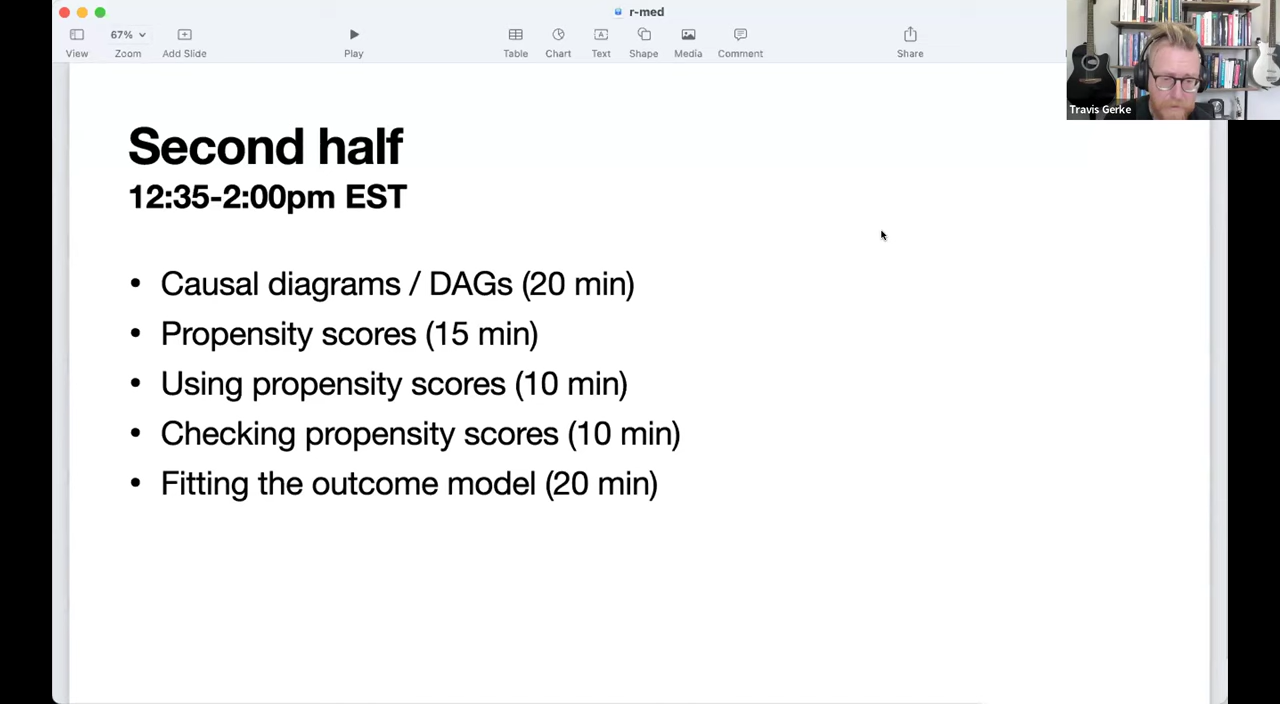 r-med
67%
View
Zoom
Add Slide
Play
Table
Chart
Text
Shape
Media
Comment
Share
Travis Gerke
Second half
12:35-2:00pm EST
• Causal diagrams / DAGs (20 min)
• Propensity scores (15 min)
• Using propensity scores (10 min)
• Checking propensity scores (10 min)
• Fitting the outcome model (20 min)